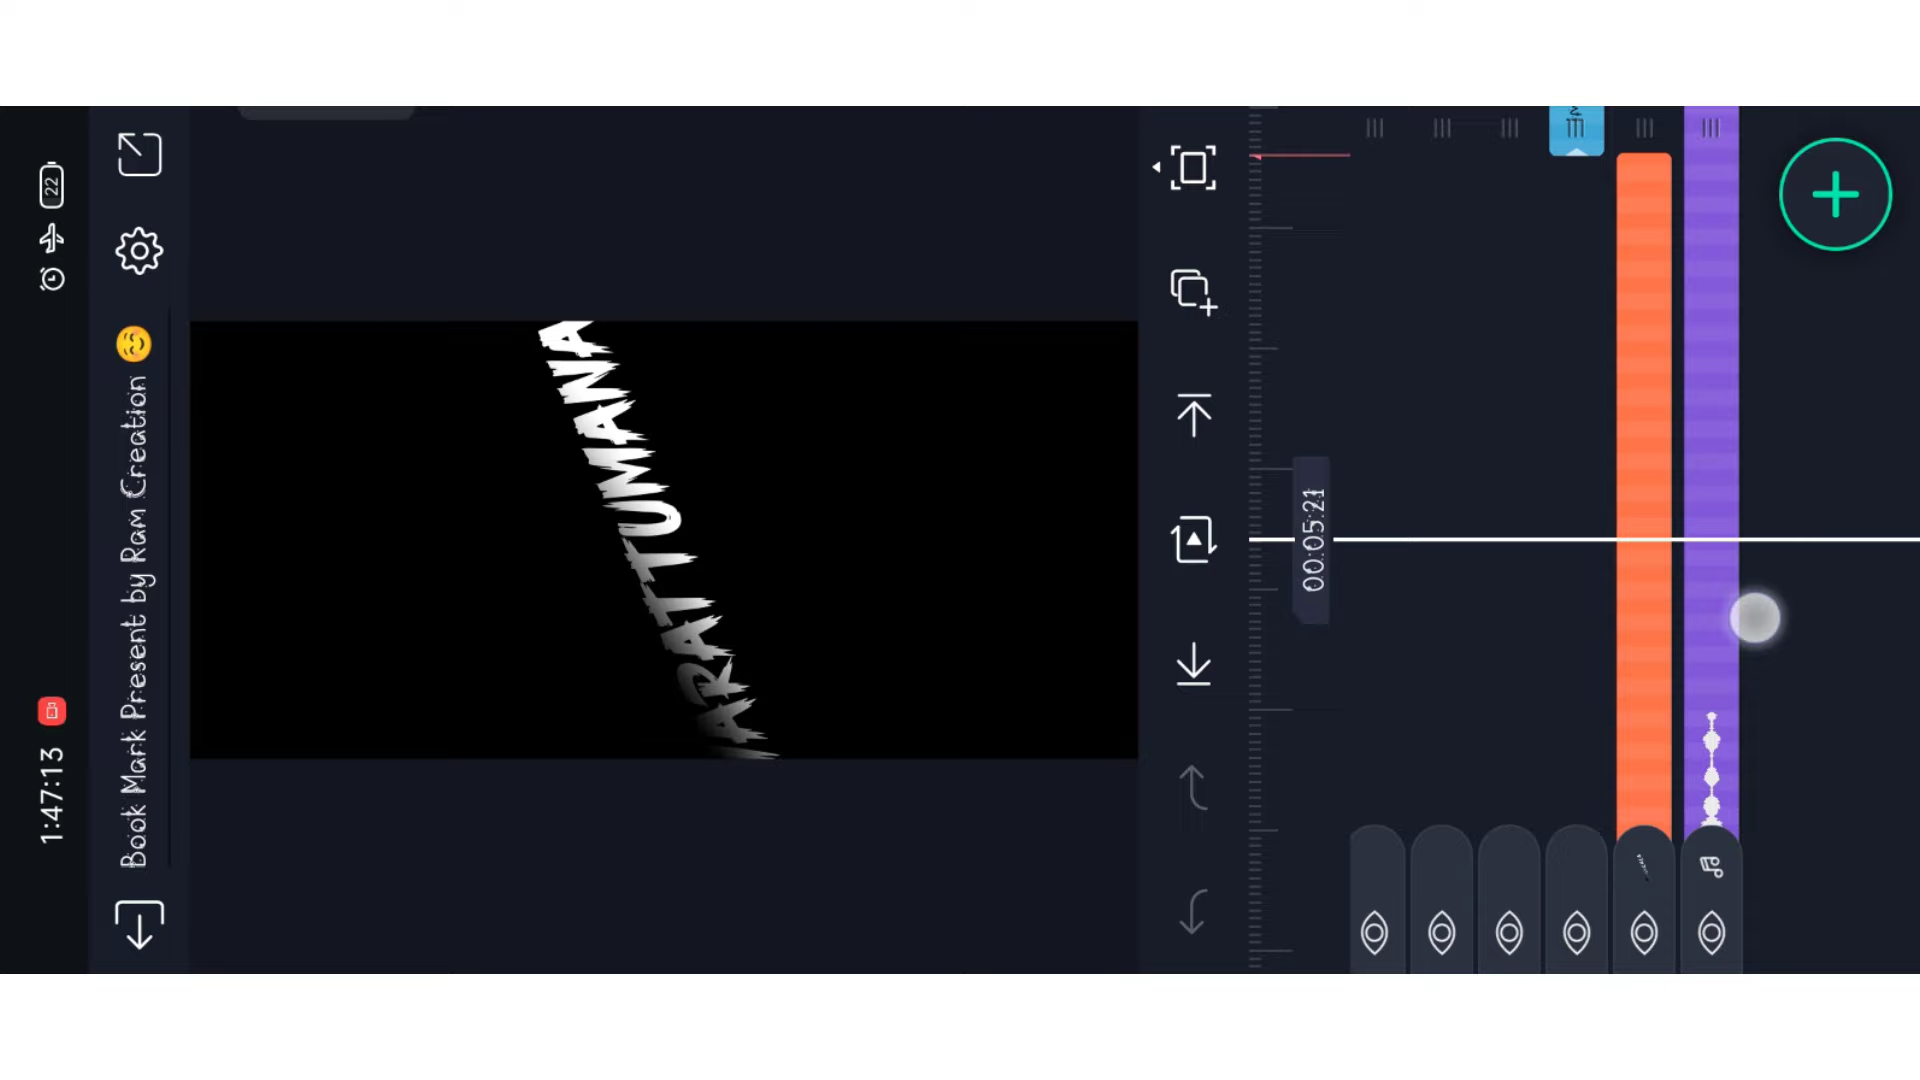 1:47:13
22
Book Mark Present by Ram Creation 😊
ARATTUMANA
00:05:21